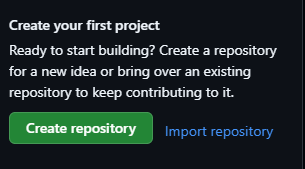 Create your first project
Ready to start building? Create a repository
for a new idea or bring over an existing
repository to keep contributing to it.
Create repository
Import repository